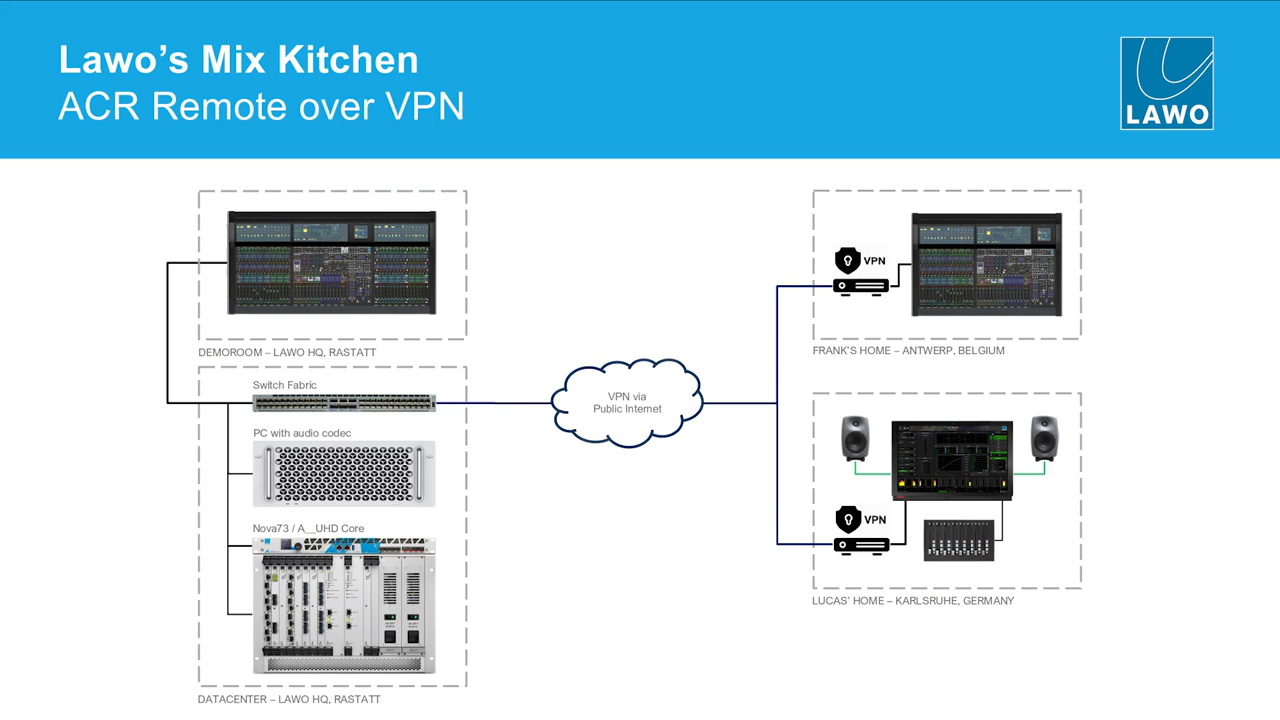 Lawo’s Mix Kitchen
ACR Remote over VPN
LAWO
DEMOROOM – LAWO HQ, RASTATT
Switch Fabric
PC with audio codec
Nova73 / A__UHD Core
DATACENTER – LAWO HQ, RASTATT
VPN via
Public Internet
VPN
FRANK’S HOME – ANTWERP, BELGIUM
VPN
LUCAS’ HOME – KARLSRUHE, GERMANY